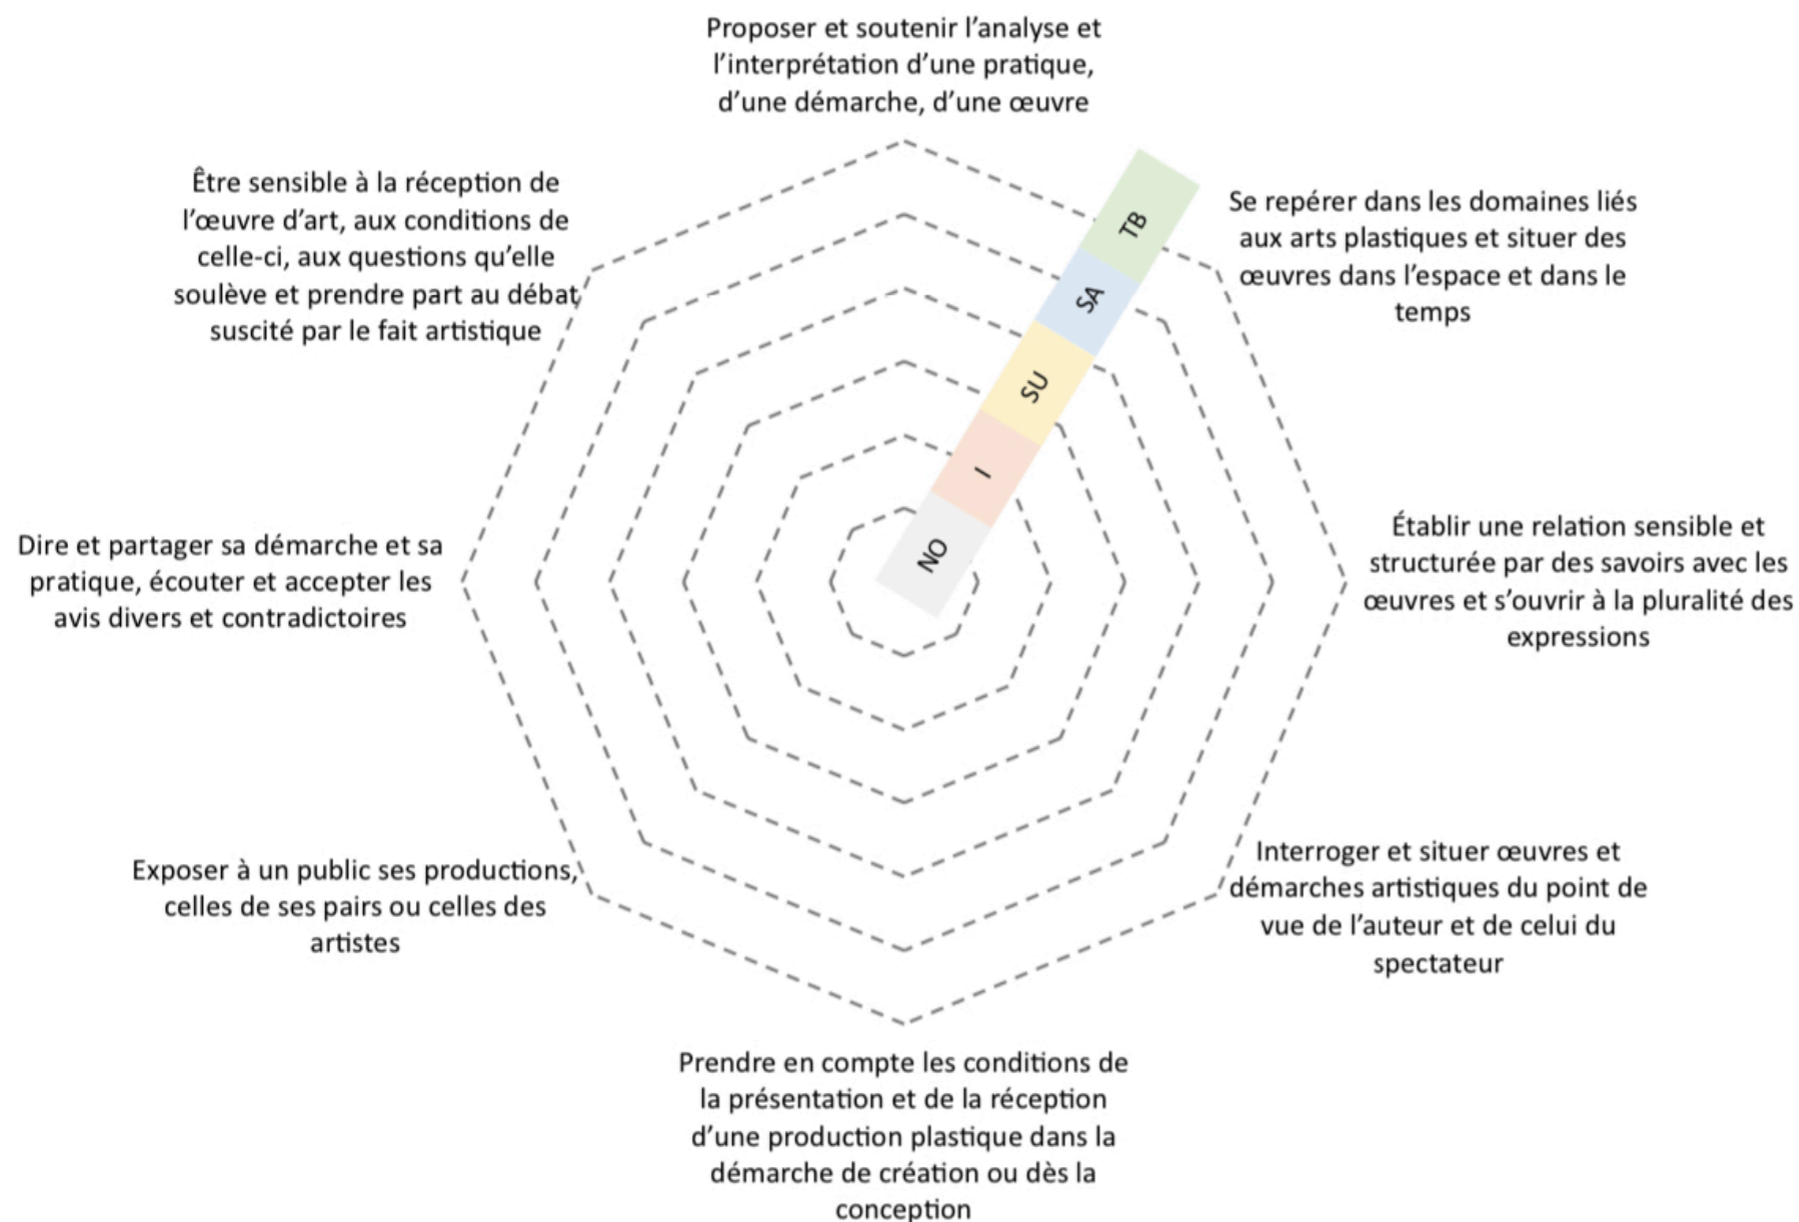 Proposer et soutenir l’analyse et
l’interprétation d’une pratique,
d’une démarche, d’une œuvre
Être sensible à la réception de
l’œuvre d’art, aux conditions de
celle-ci, aux questions qu’elle
soulève et prendre part au débat
suscité par le fait artistique
TB
SA
SU
I
NO
Se repérer dans les domaines liés
aux arts plastiques et situer des
œuvres dans l’espace et dans le
temps
Dire et partager sa démarche et sa
pratique, écouter et accepter les
avis divers et contradictoires
Établir une relation sensible et
structurée par des savoirs avec les
œuvres et s’ouvrir à la pluralité des
expressions
Exposer à un public ses productions,
celles de ses pairs ou celles des
artistes
Interroger et situer œuvres et
démarches artistiques du point de
vue de l’auteur et de celui du
spectateur
Prendre en compte les conditions de
la présentation et de la réception
d’une production plastique dans la
démarche de création ou dès la
conception